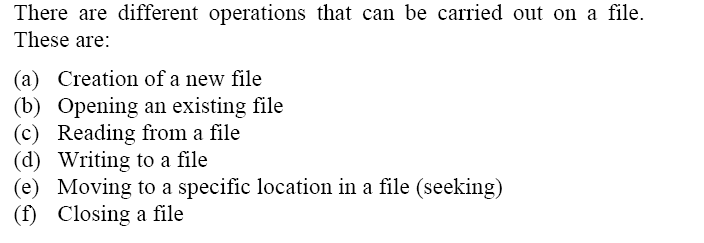 There are different operations that can be carried out on a file.
These are:
(a) Creation of a new file
(b) Opening an existing file
(c) Reading from a file
(d) Writing to a file
(e) Moving to a specific location in a file (seeking)
(f) Closing a file